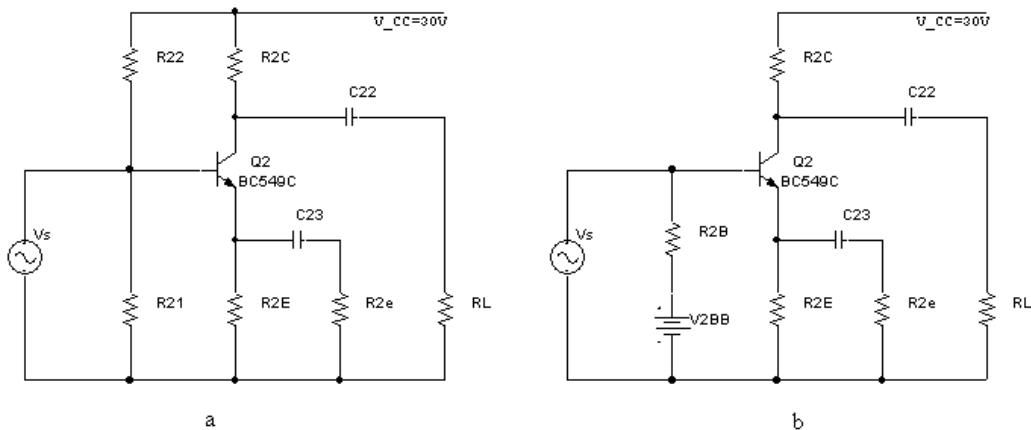 V_CC=30V
R22
R2C
C22
Q2
BC549C
C23
Vs
R21
R2E
R2e
RL
a
V_CC=30V
R2C
C22
Q2
BC549C
C23
Vs
R2B
V2BB
R2E
R2e
RL
b